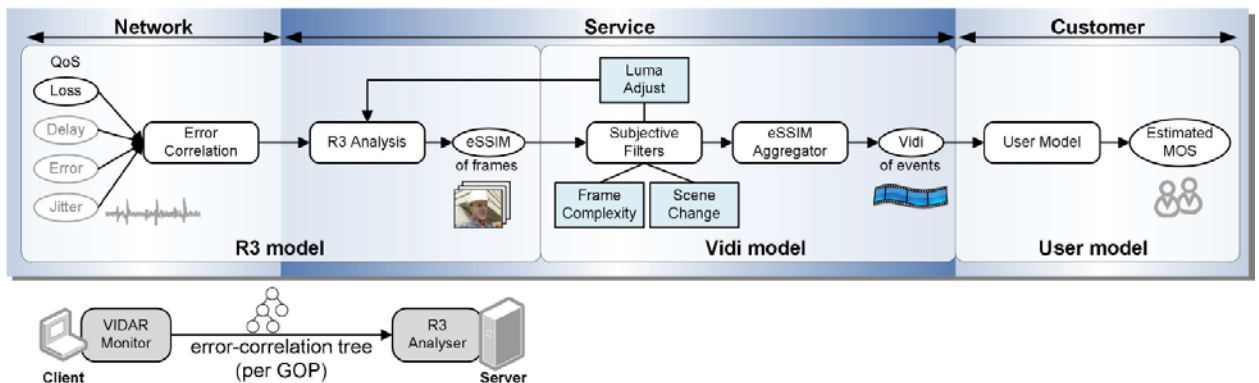 Network
Service
Customer
QoS
Loss
Delay
Error
Jitter
Error
Correlation
R3 Analysis
eSSIM
of frames
Luma
Adjust
Subjective
Filters
Frame
Complexity
Scene
Change
eSSIM
Aggregator
Vidi
of events
User Model
Estimated
MOS
R3 model
Vidi model
User model
VIDAR
Monitor
Client
error-correlation tree
(per GOP)
R3
Analyser
Server